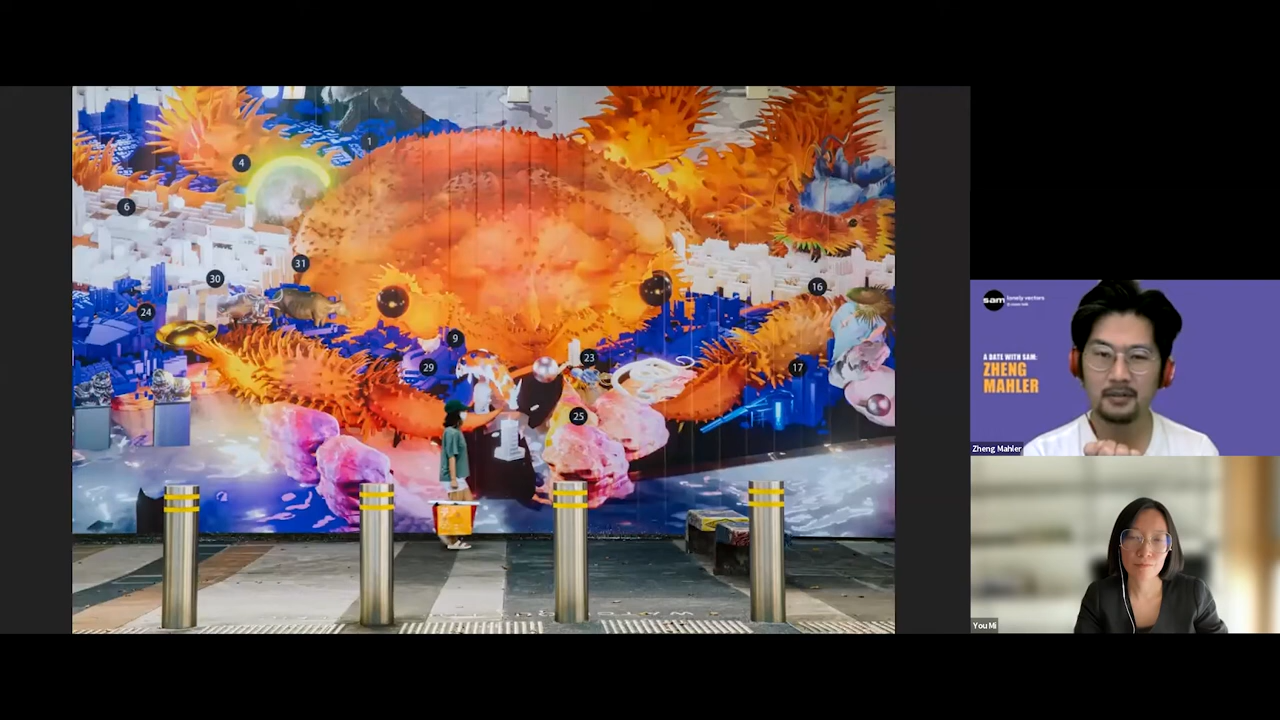 1
4
6
31
30
16
24
9
23
29
17
25
sam
lonely vectors
A DATE WITH SAM:
ZHENG
MAHLER
Zheng Mahler
You Mi